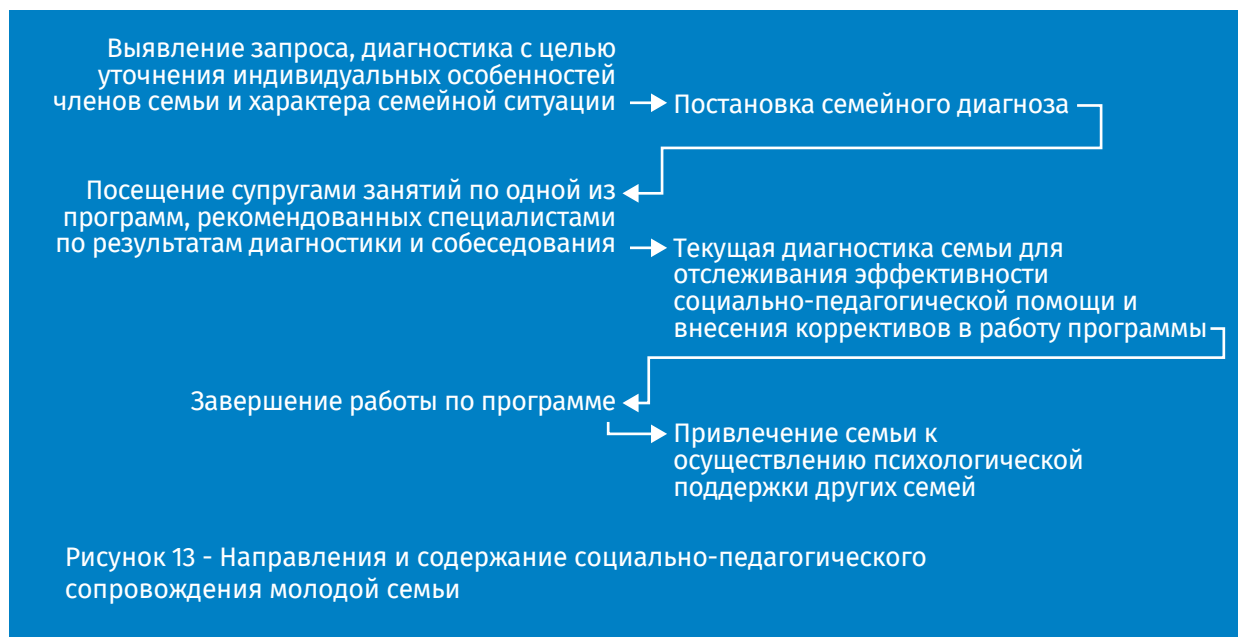 Выявление запроса, диагностика с целью
уточнения индивидуальных особенностей
членов семьи и характера семейной ситуации
Постановка семейного диагноза
Посещение супругами занятий по одной из
программ, рекомендованных специалистами
по результатам диагностики и собеседования
Текущая диагностика семьи для
отслеживания эффективности
социально-педагогической помощи и
внесения коррективов в работу программы
Завершение работы по программе
Привлечение семьи к
осуществлению психологической
поддержки других семей
Рисунок 13 - Направления и содержание социально-педагогического
сопровождения молодой семьи